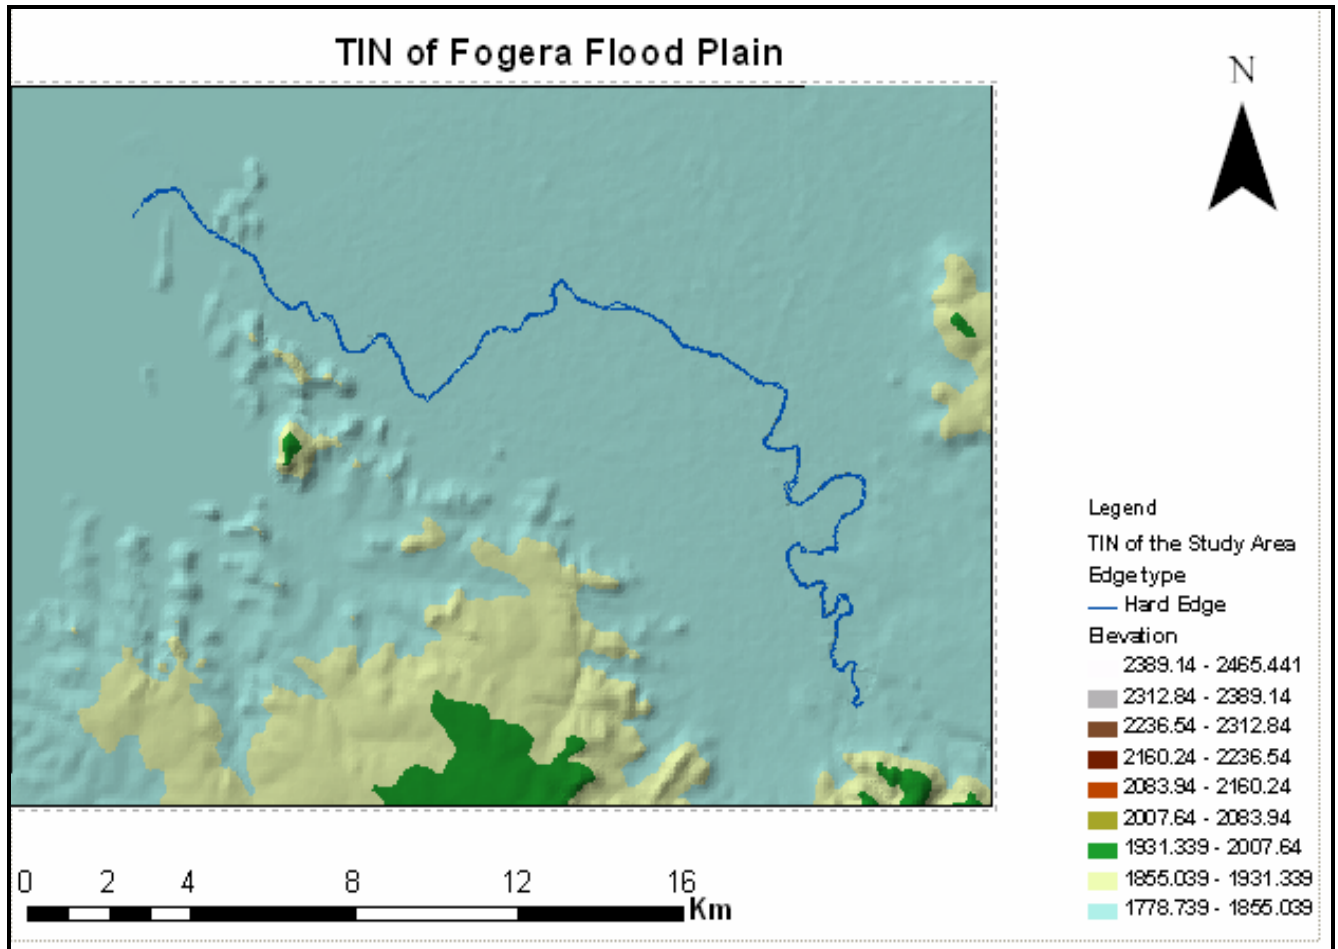 TIN of Fogera Flood Plain
N
Legend
TIN of the Study Area
Edge type
Hard Edge
Elevation
2389.14 - 2465.441
2312.84 - 2389.14
2236.54 - 2312.84
2160.24 - 2236.54
2083.94 - 2160.24
2007.64 - 2083.94
1931.339 - 2007.64
1855.039 - 1931.339
1778.739 - 1855.039
0 2 4 8 12 16
Km